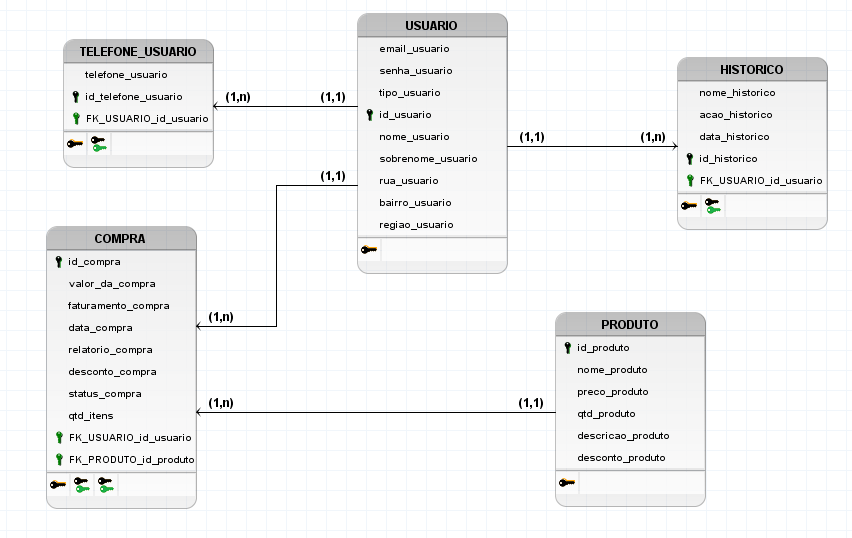 USUARIO
email_usuario
senha_usuario
tipo_usuario
id_usuario
nome_usuario
sobrenome_usuario
rua_usuario
bairro_usuario
regiao_usuario
TELEFONE_USUARIO
telefone_usuario
id_telefone_usuario
FK_USUARIO_id_usuario
(1,n)
(1,1)
HISTORICO
nome_historico
acao_historico
data_historico
id_historico
FK_USUARIO_id_usuario
(1,1)
(1,n)
(1,1)
(1,n)
COMPRA
id_compra
valor_da_compra
faturamento_compra
data_compra
relatorio_compra
desconto_compra
status_compra
qtd_itens
FK_USUARIO_id_usuario
FK_PRODUTO_id_produto
(1,n)
(1,1)
PRODUTO
id_produto
nome_produto
preco_produto
qtd_produto
descricao_produto
desconto_produto